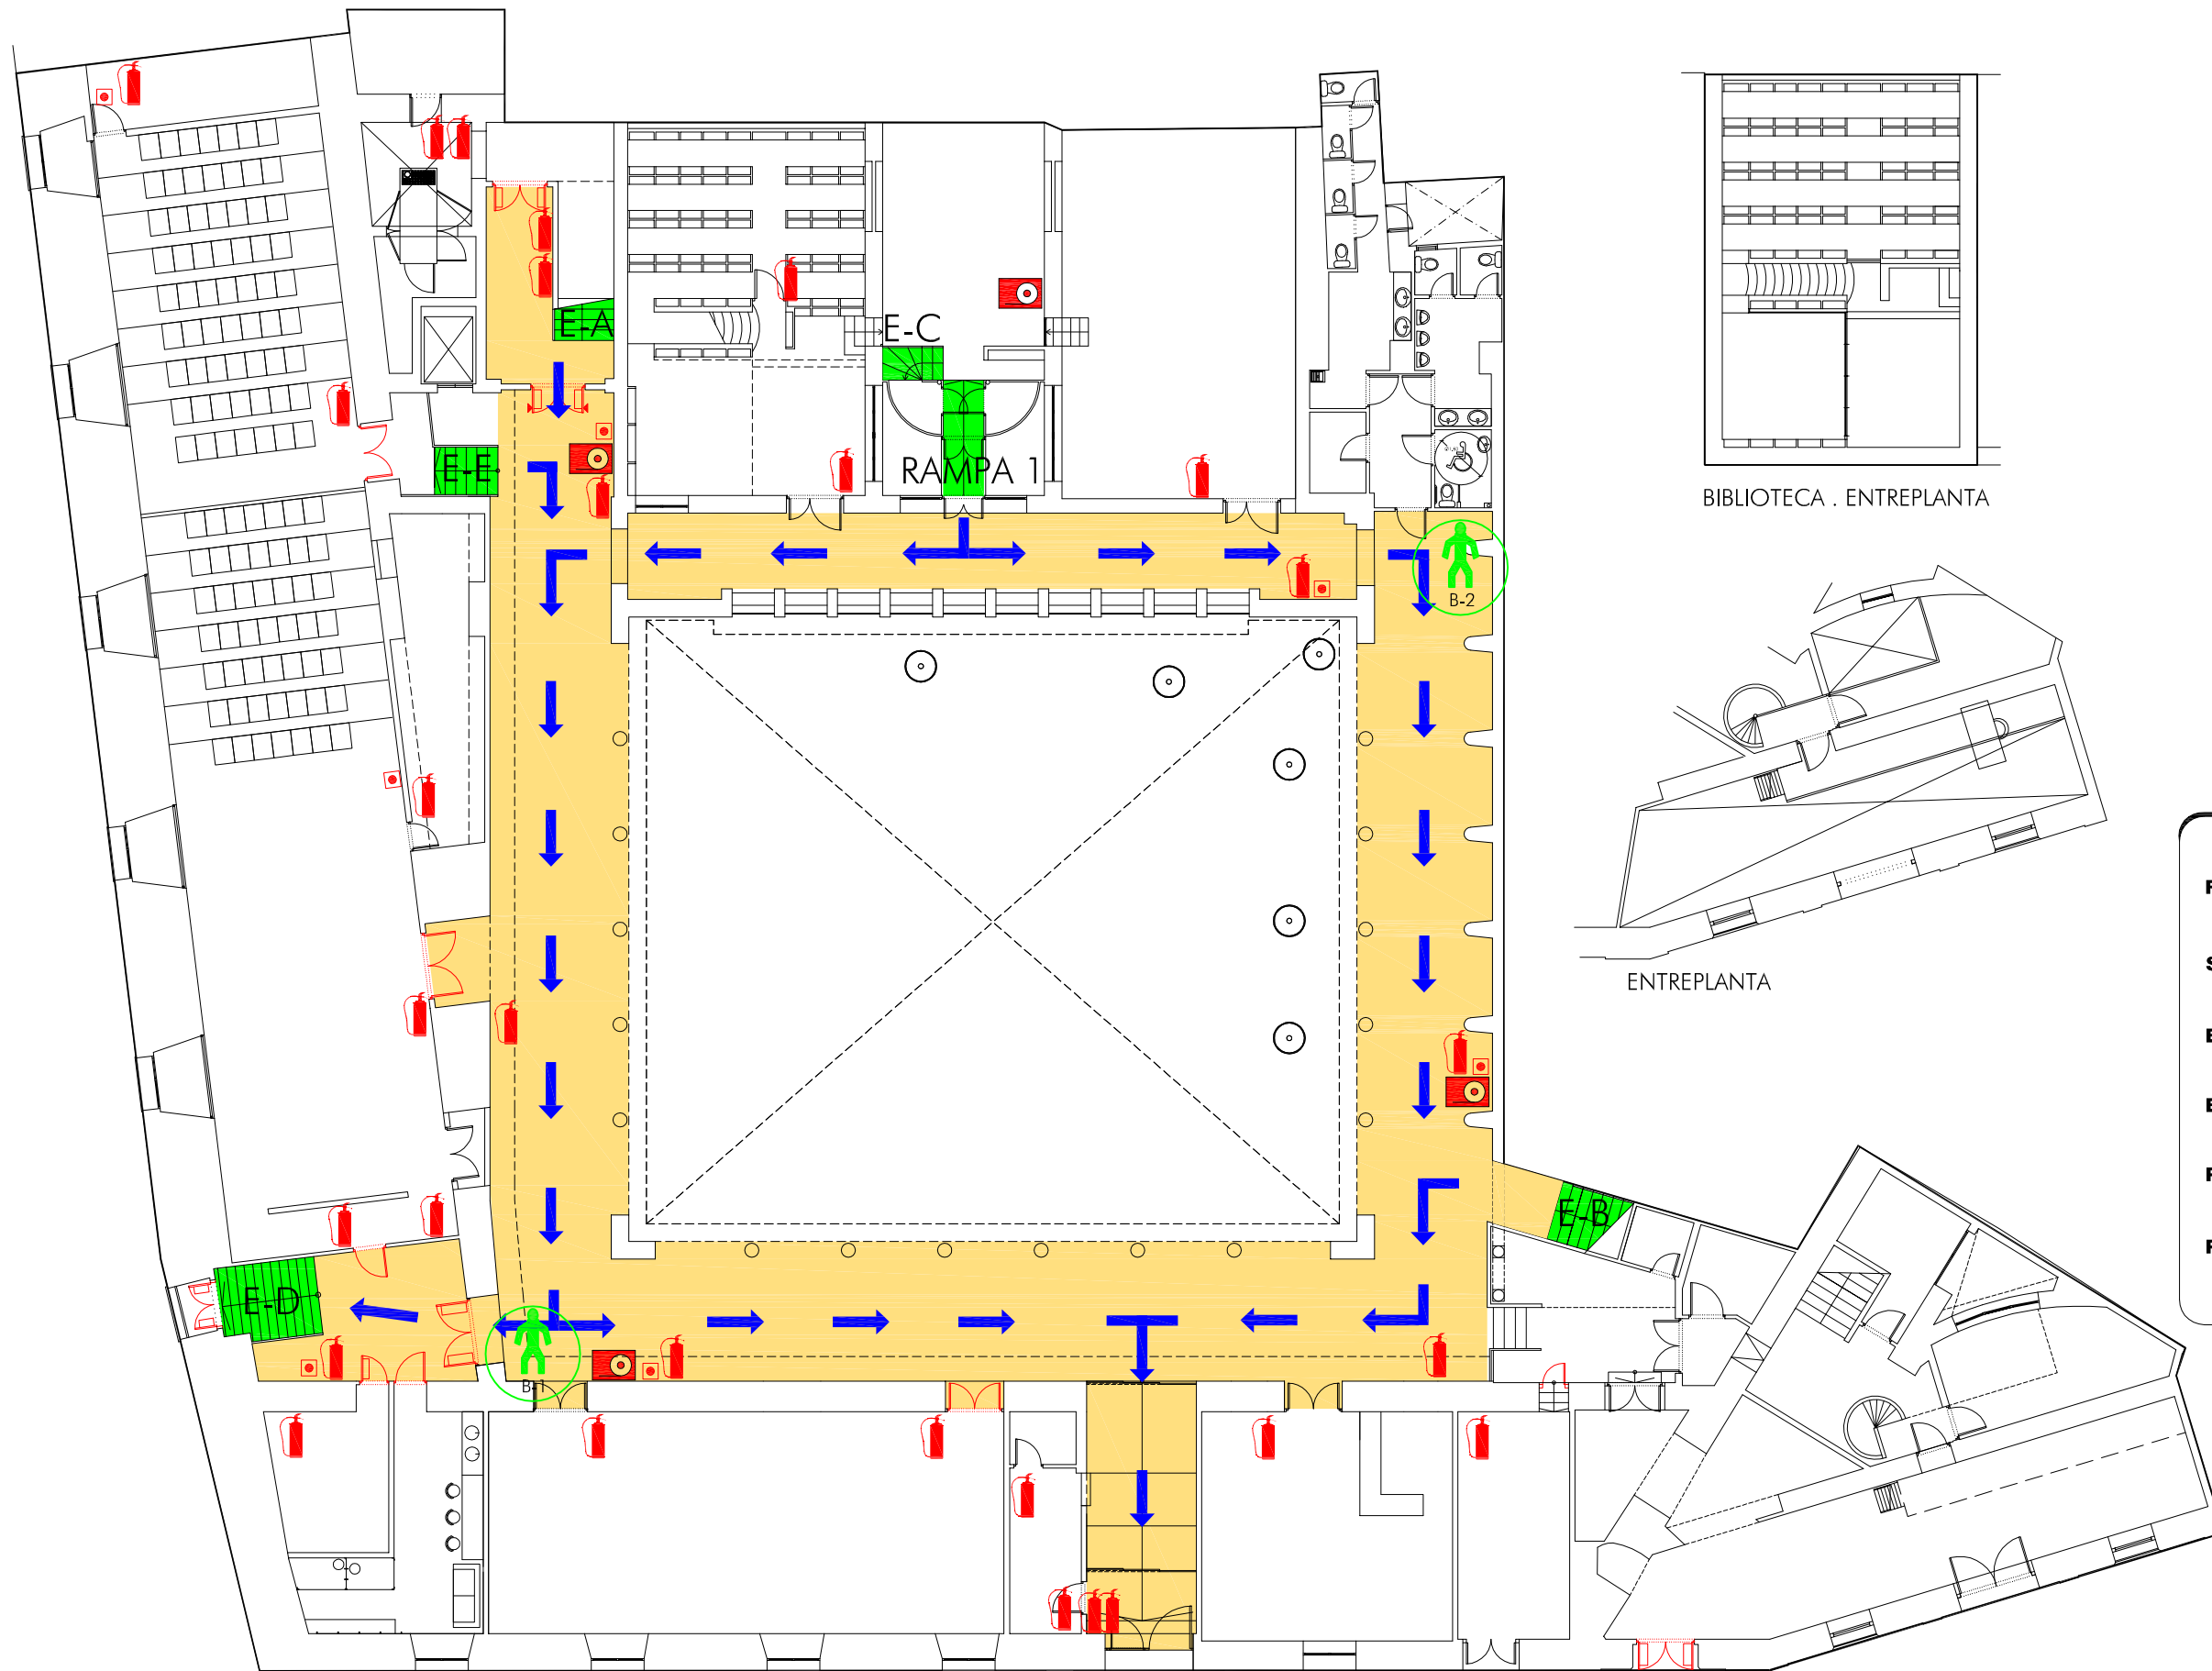 E-A
E-C
E-E
RAMPA 1
BIBLIOTECA . ENTREPLANTA
B-2
ENTREPLANTA
E-B
E-D
B-1